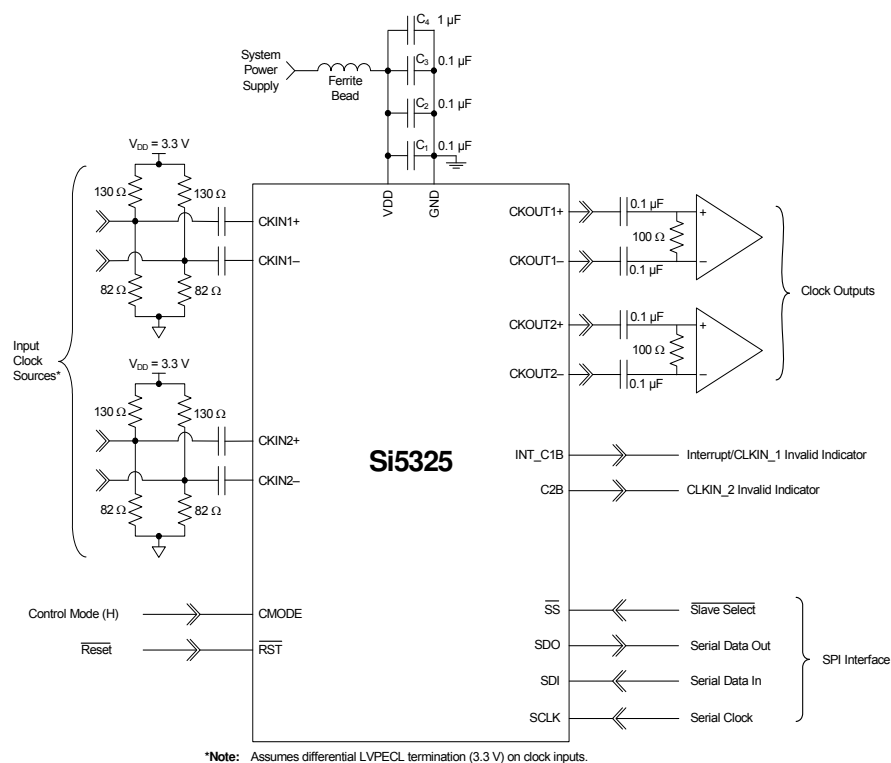 C4 1 µF
System
Power
Supply
Ferrite
Bead
C3 0.1 µF
C2 0.1 µF
C1 0.1 µF
VDD = 3.3 V
130 Ω
130 Ω
82 Ω
82 Ω
CKIN1+
CKIN1–
VDD
GND
CKOUT1+
0.1 µF
100 Ω
+
–
CKOUT1–
0.1 µF
Clock Outputs
CKOUT2+
0.1 µF
100 Ω
+
–
CKOUT2–
0.1 µF
Input
Clock
Sources*
VDD = 3.3 V
130 Ω
130 Ω
82 Ω
82 Ω
CKIN2+
CKIN2–
Si5325
INT_C1B
Interrupt/CLKIN_1 Invalid Indicator
C2B
CLKIN_2 Invalid Indicator
Control Mode (H)
CMODE
Reset
RST
SS
Slave Select
SDO
Serial Data Out
SDI
Serial Data In
SCLK
Serial Clock
SPI Interface
*Note: Assumes differential LVPECL termination (3.3 V) on clock inputs.